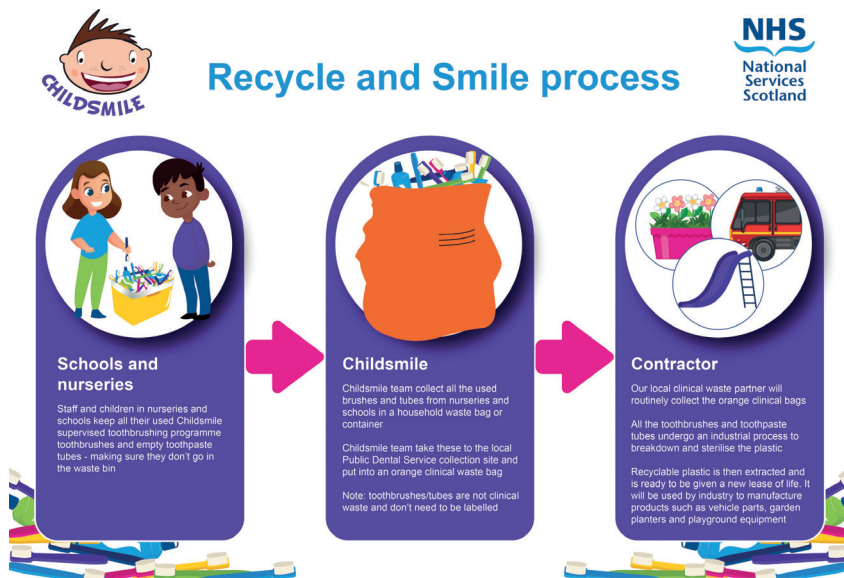 CHILDSMILE
Recycle and Smile process
NHS
National
Services
Scotland
Schools and
nurseries
Staff and children in nurseries and
schools keep all their used Childsmile
supervised toothbrushing programme
toothbrushes and empty toothpaste
tubes - making sure they don't go in
the waste bin
Childsmile
Childsmile team collect all the used
brushes and tubes from nurseries and
schools in a household waste bag or
container
Childsmile team take these to the local
Public Dental Service collection site and
put into an orange clinical waste bag
Note: toothbrushes/tubes are not clinical
waste and don't need to be labelled
Contractor
Our local clinical waste partner will
routinely collect the orange clinical bags
All the toothbrushes and toothpaste
tubes undergo an industrial process to
breakdown and sterilise the plastic
Recyclable plastic is then extracted and
is ready to be given a new lease of life. It
will be used by industry to manufacture
products such as vehicle parts, garden
planters and playground equipment